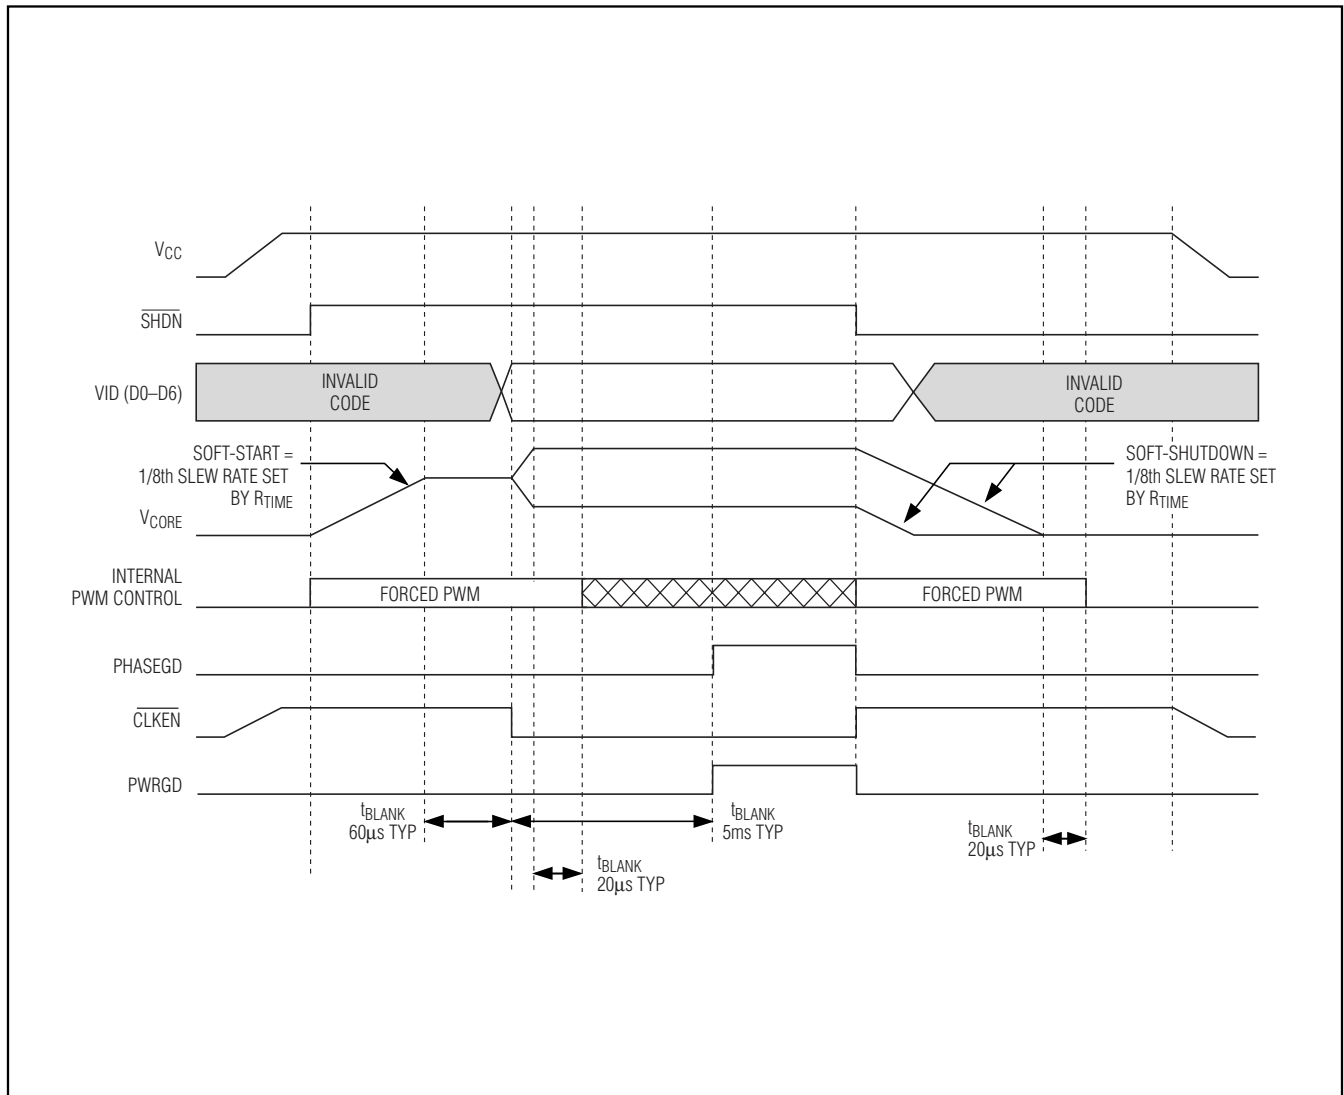 VCC
SHDN
VID (D0–D6)
INVALID
CODE
INVALID
CODE
SOFT-START =
1/8th SLEW RATE SET
BY RTIME
SOFT-SHUTDOWN =
1/8th SLEW RATE SET
BY RTIME
VCORE
INTERNAL
PWM CONTROL
FORCED PWM
FORCED PWM
PHASEGD
CLKEN
PWRGD
tBLANK
60μs TYP
tBLANK
5ms TYP
tBLANK
20μs TYP
tBLANK
20μs TYP